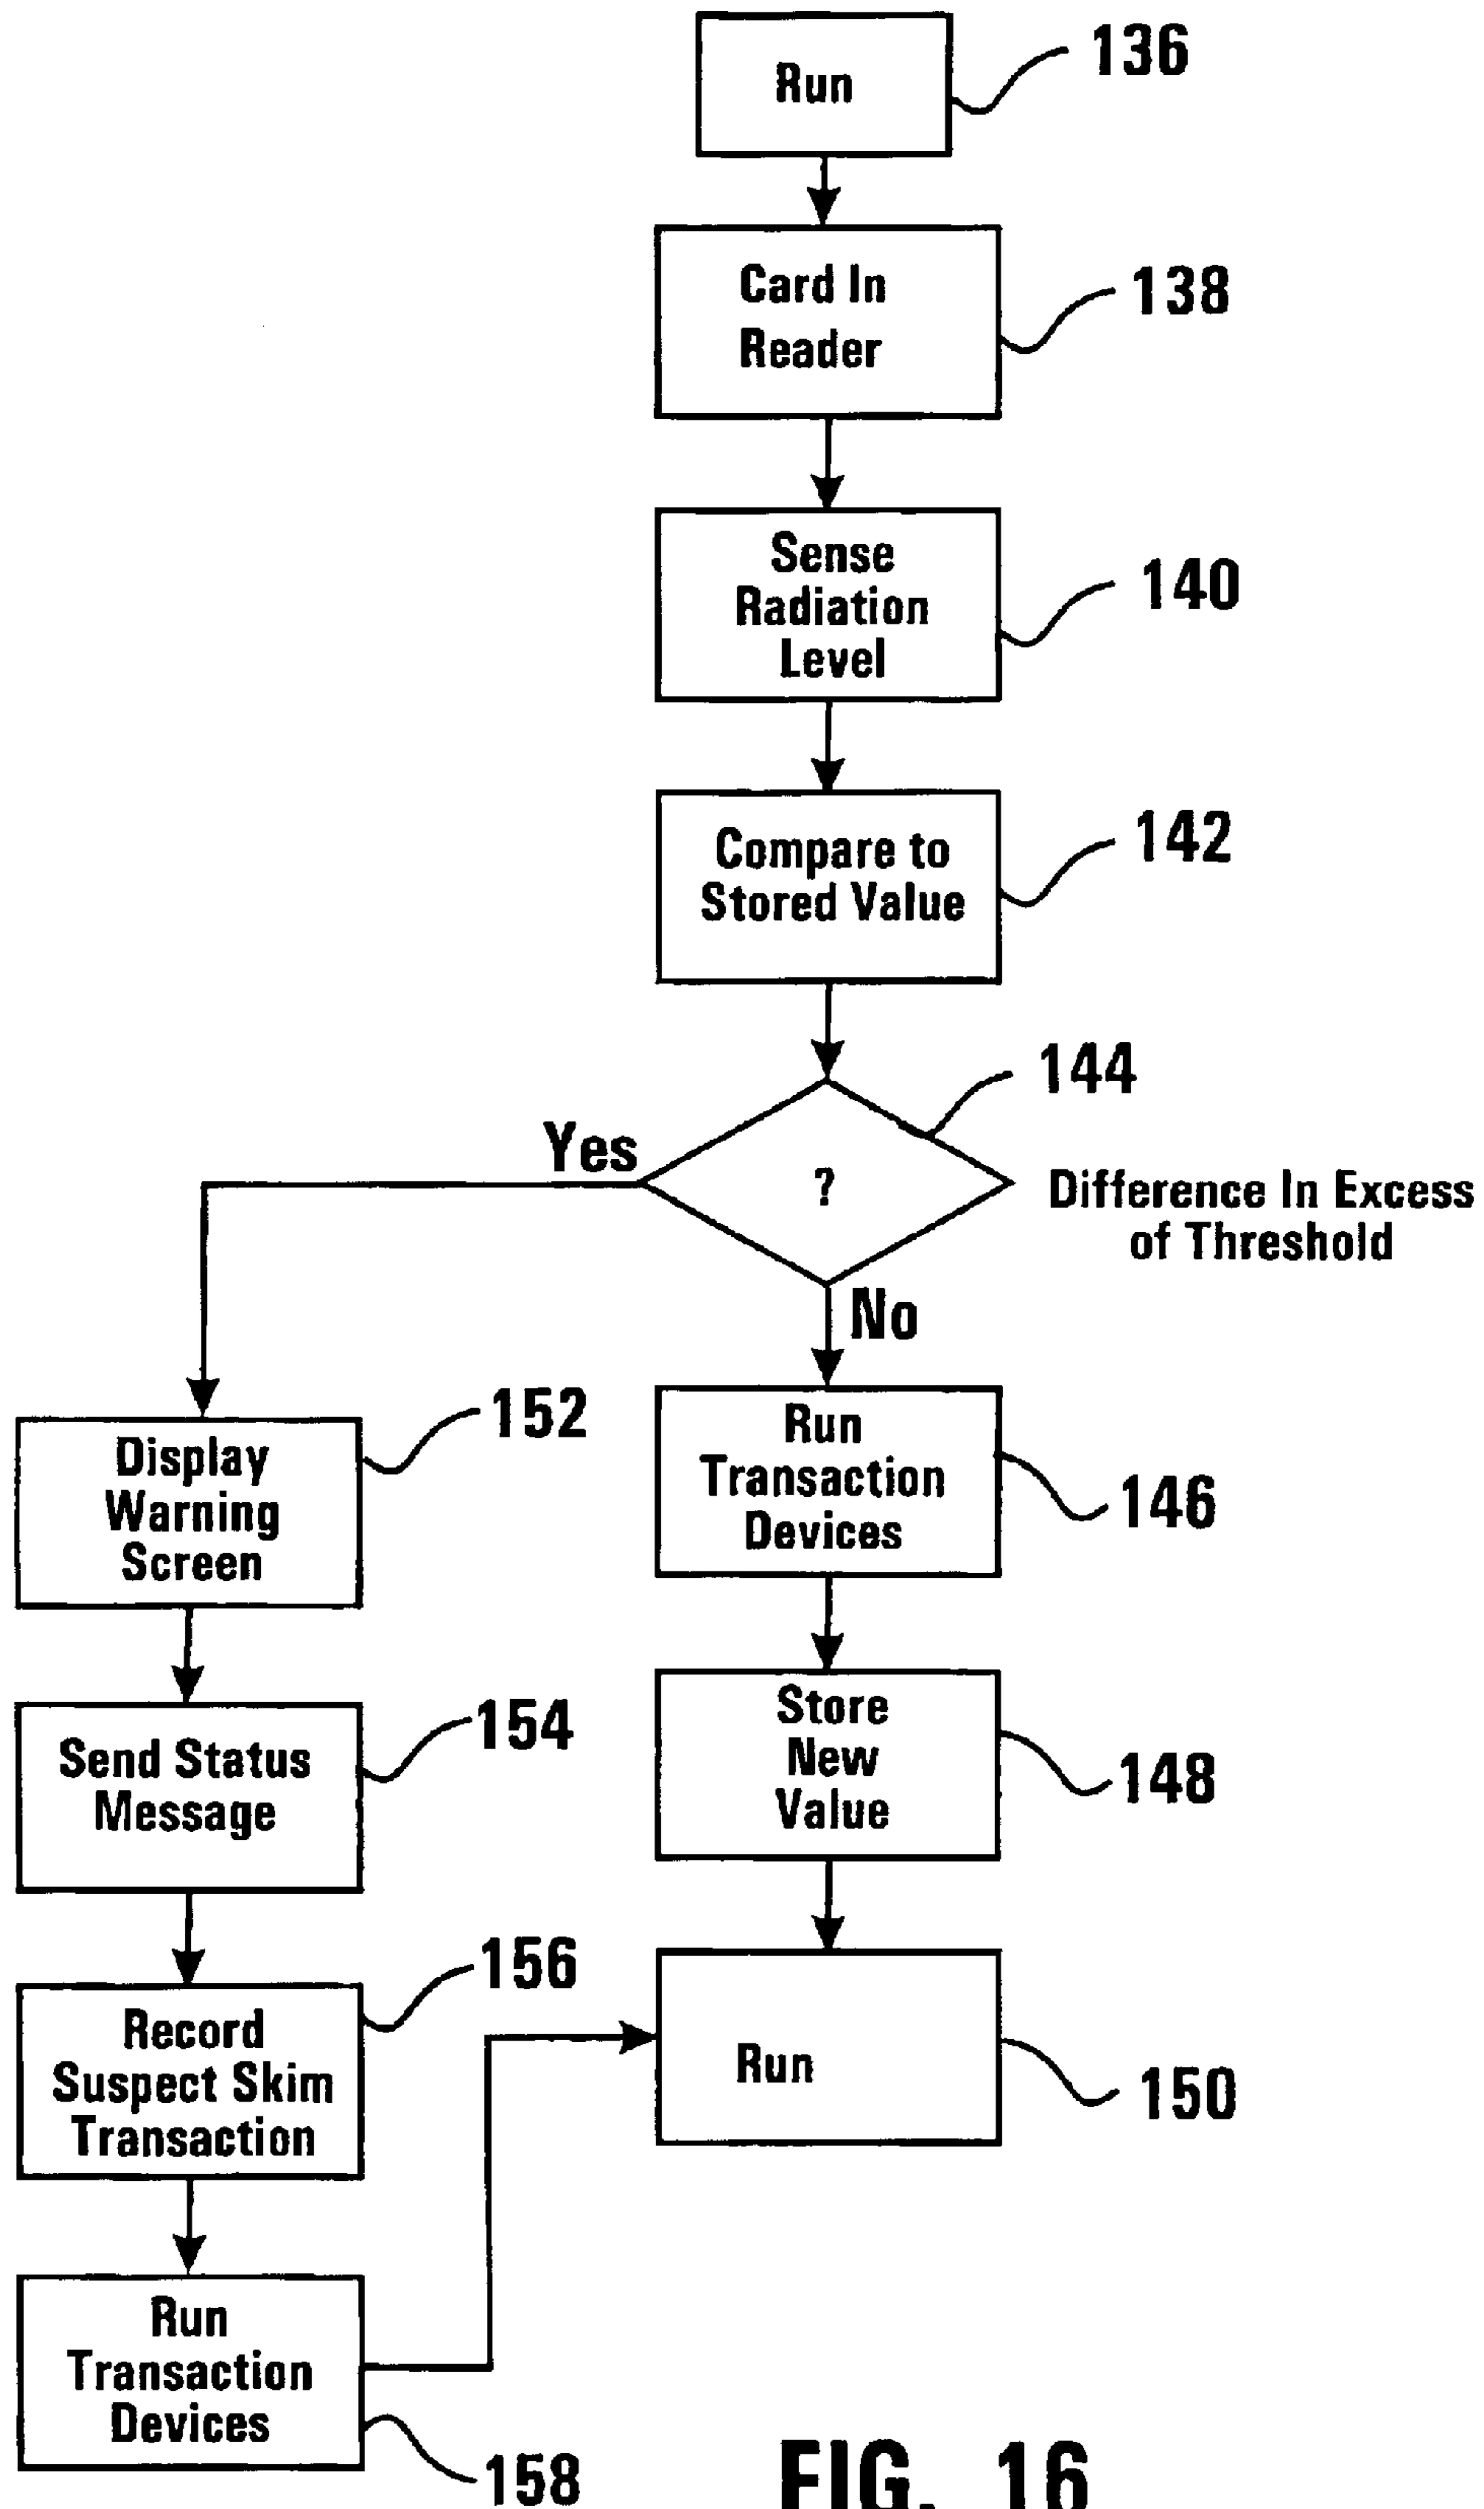 Run
136
Card In
Reader
138
Sense
Radiation
Level
140
Compare to
Stored Value
142
144
Yes
?
Difference In Excess
of Threshold
No
Display
Warning
Screen
152
Run
Transaction
Devices
146
Send Status
Message
154
Store
New
Value
148
Record
Suspect Skim
Transaction
156
Run
150
Run
Transaction
Devices
158
FIG. 16